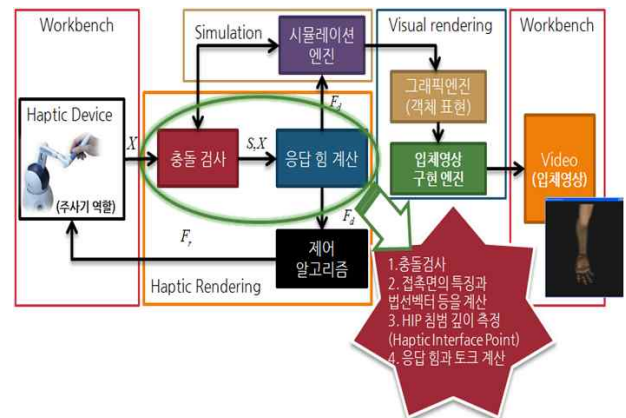 Workbench
Simulation
시뮬레이션
엔진
Visual rendering
Workbench
그래픽엔진
(객체 표현)
Haptic Device
(주사기 역할)
X
충돌 검사
S,X
응답 힘 계산
F_d
입체영상
구현 엔진
Video
(입체영상)
F_d
F_r
제어
알고리즘
Haptic Rendering
1.충돌검사
2. 접촉면의 특징과
법선벡터 등을 계산
3. HIP 침범 깊이 측정
(Haptic Interface Point)
4. 응답 힘과 토크 계산